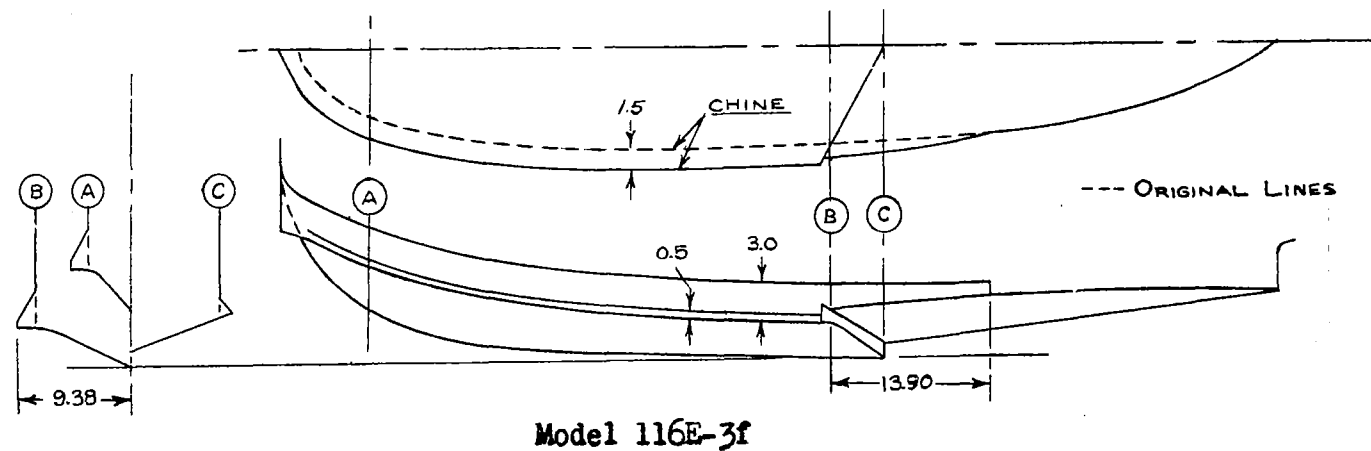 1.5
CHINE
B
A
C
A
B
C
--- ORIGINAL LINES
0.5
3.0
9.38
13.90
Model 116E-3f